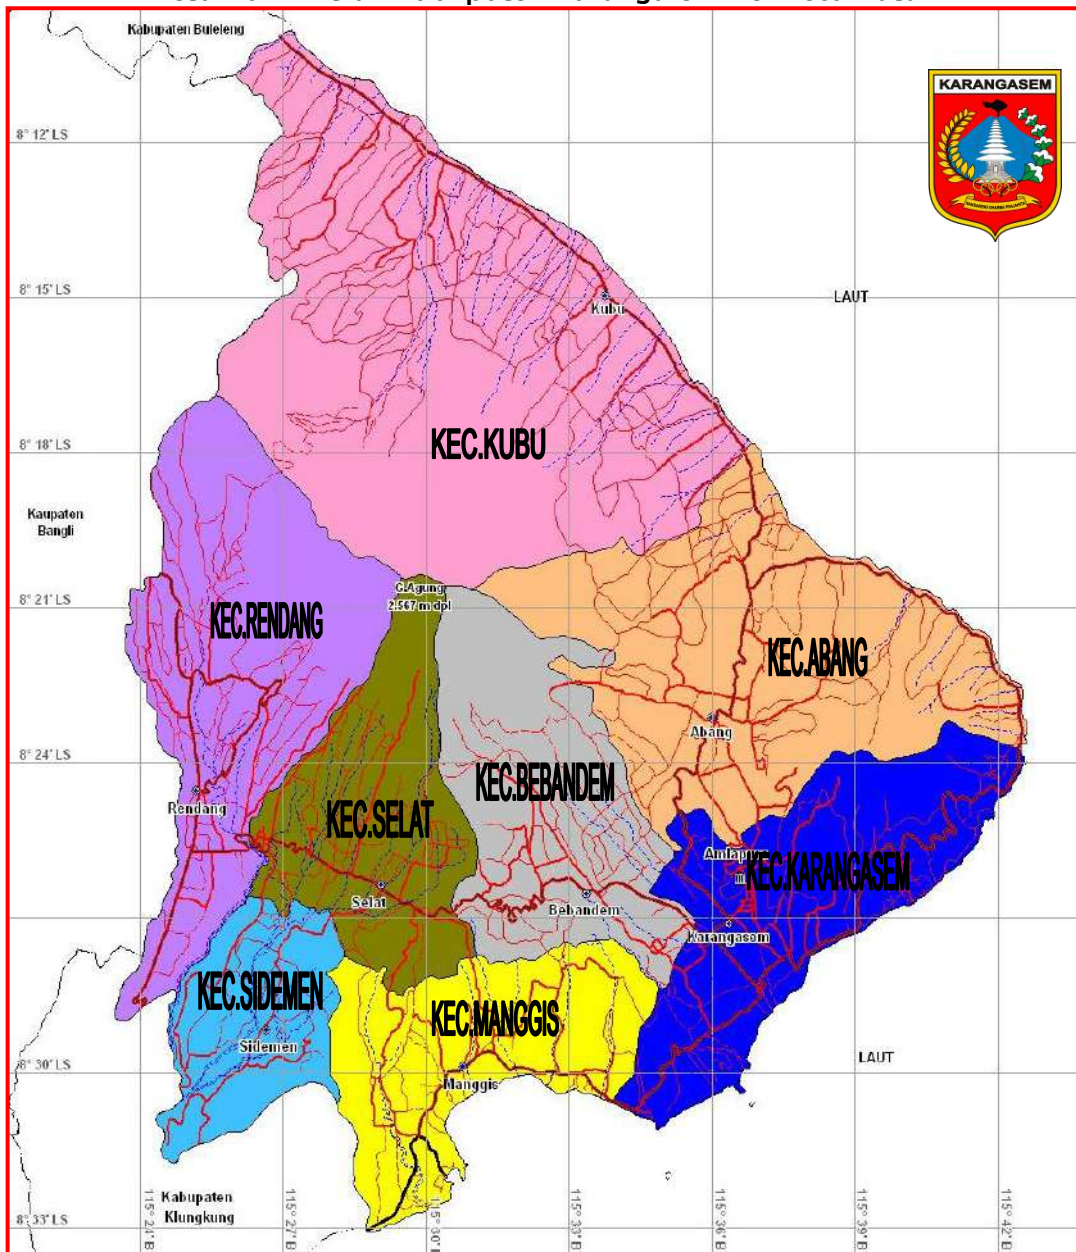 Kabupaten Buleleng
KARANGASEM
8° 12' LS
8° 15' LS
LAUT
Kubu
KEC.KUBU
8° 18' LS
Kaupaten
Bangli
G.Agung
2.567 m dpl
8° 21' LS
KEC.RENDANG
KEC.ABANG
Abang
8° 24' LS
KEC.BEBANDEM
Rendang
KEC.SELAT
KEC.KARANGASEM
Selat
Bebandem
Karangasem
KEC.SIDEMEN
KEC.MANGGIS
Sidemen
8° 30' LS
LAUT
Manggis
Kabupaten
Klungkung
8° 33' LS
115° 24' B
115° 27' B
115° 30' B
115° 33' B
115° 36' B
115° 39' B
115° 42' B